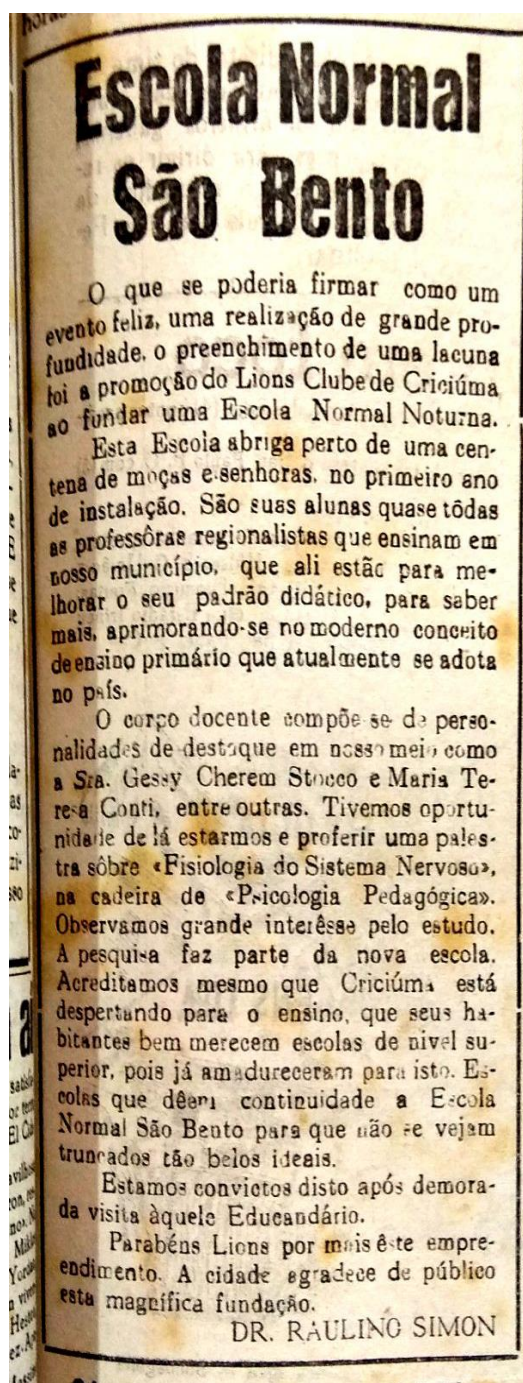 Escola Normal
São Bento
O que se poderia firmar como um
evento feliz, uma realização de grande pro-
fundidade, o preenchimento de uma lacuna
foi a promoção do Lions Clube de Criciúma
ao fundar uma Escola Normal Noturna.
Esta Escola abriga perto de uma cen-
tena de moças e senhoras, no primeiro ano
de instalação. São suas alunas quase tôdas
as professôras regionalistas que ensinam em
nosso município, que ali estão para me-
lhorar o seu padrão didático, para saber
mais, aprimorando-se no moderno conceito
de ensino primário que atualmente se adota
no país.
O corpo docente compõe se de perso-
nalidades de destaque em nosso meio como
a Sra. Gessy Cherem Stocco e Maria Te-
resa Conti, entre outras. Tivemos oportu-
nidade de lá estarmos e proferir uma pales-
tra sôbre «Fisiologia do Sistema Nervoso»,
na cadeira de «Psicologia Pedagógica».
Observamos grande interêsse pelo estudo.
A pesquisa faz parte da nova escola.
Acreditamos mesmo que Criciúma está
despertando para o ensino, que seus ha-
bitantes bem merecem escolas de nivel su-
perior, pois já amadureceram para isto. Es-
colas que dêem continuidade a Escola
Normal São Bento para que não se vejam
truncados tão belos ideais.
Estamos convictos disto após demora-
da visita àquele Educandário.
Parabéns Lions por mais êste empre-
endimento. A cidade agradece de público
esta magnífica fundação.
DR. RAULINO SIMON